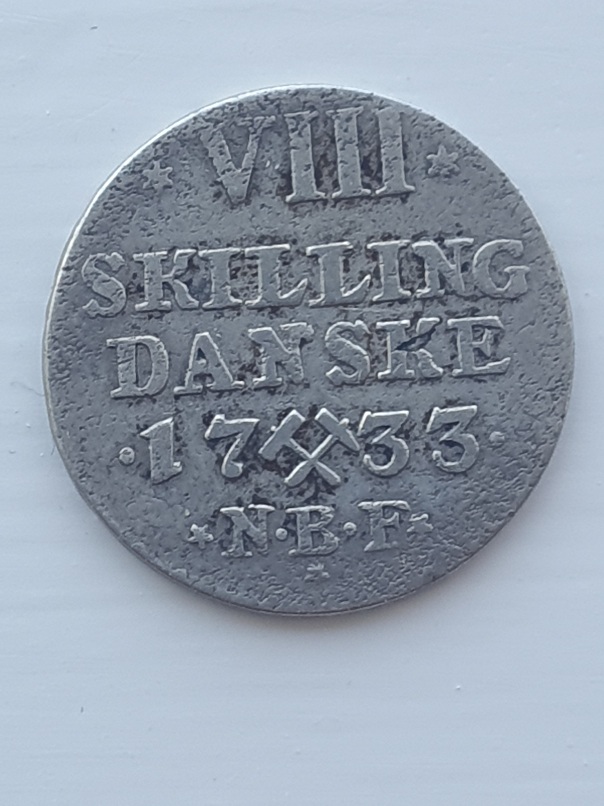 VIII
SKILLING
DANSKE
·17⚒33·
N·B·F